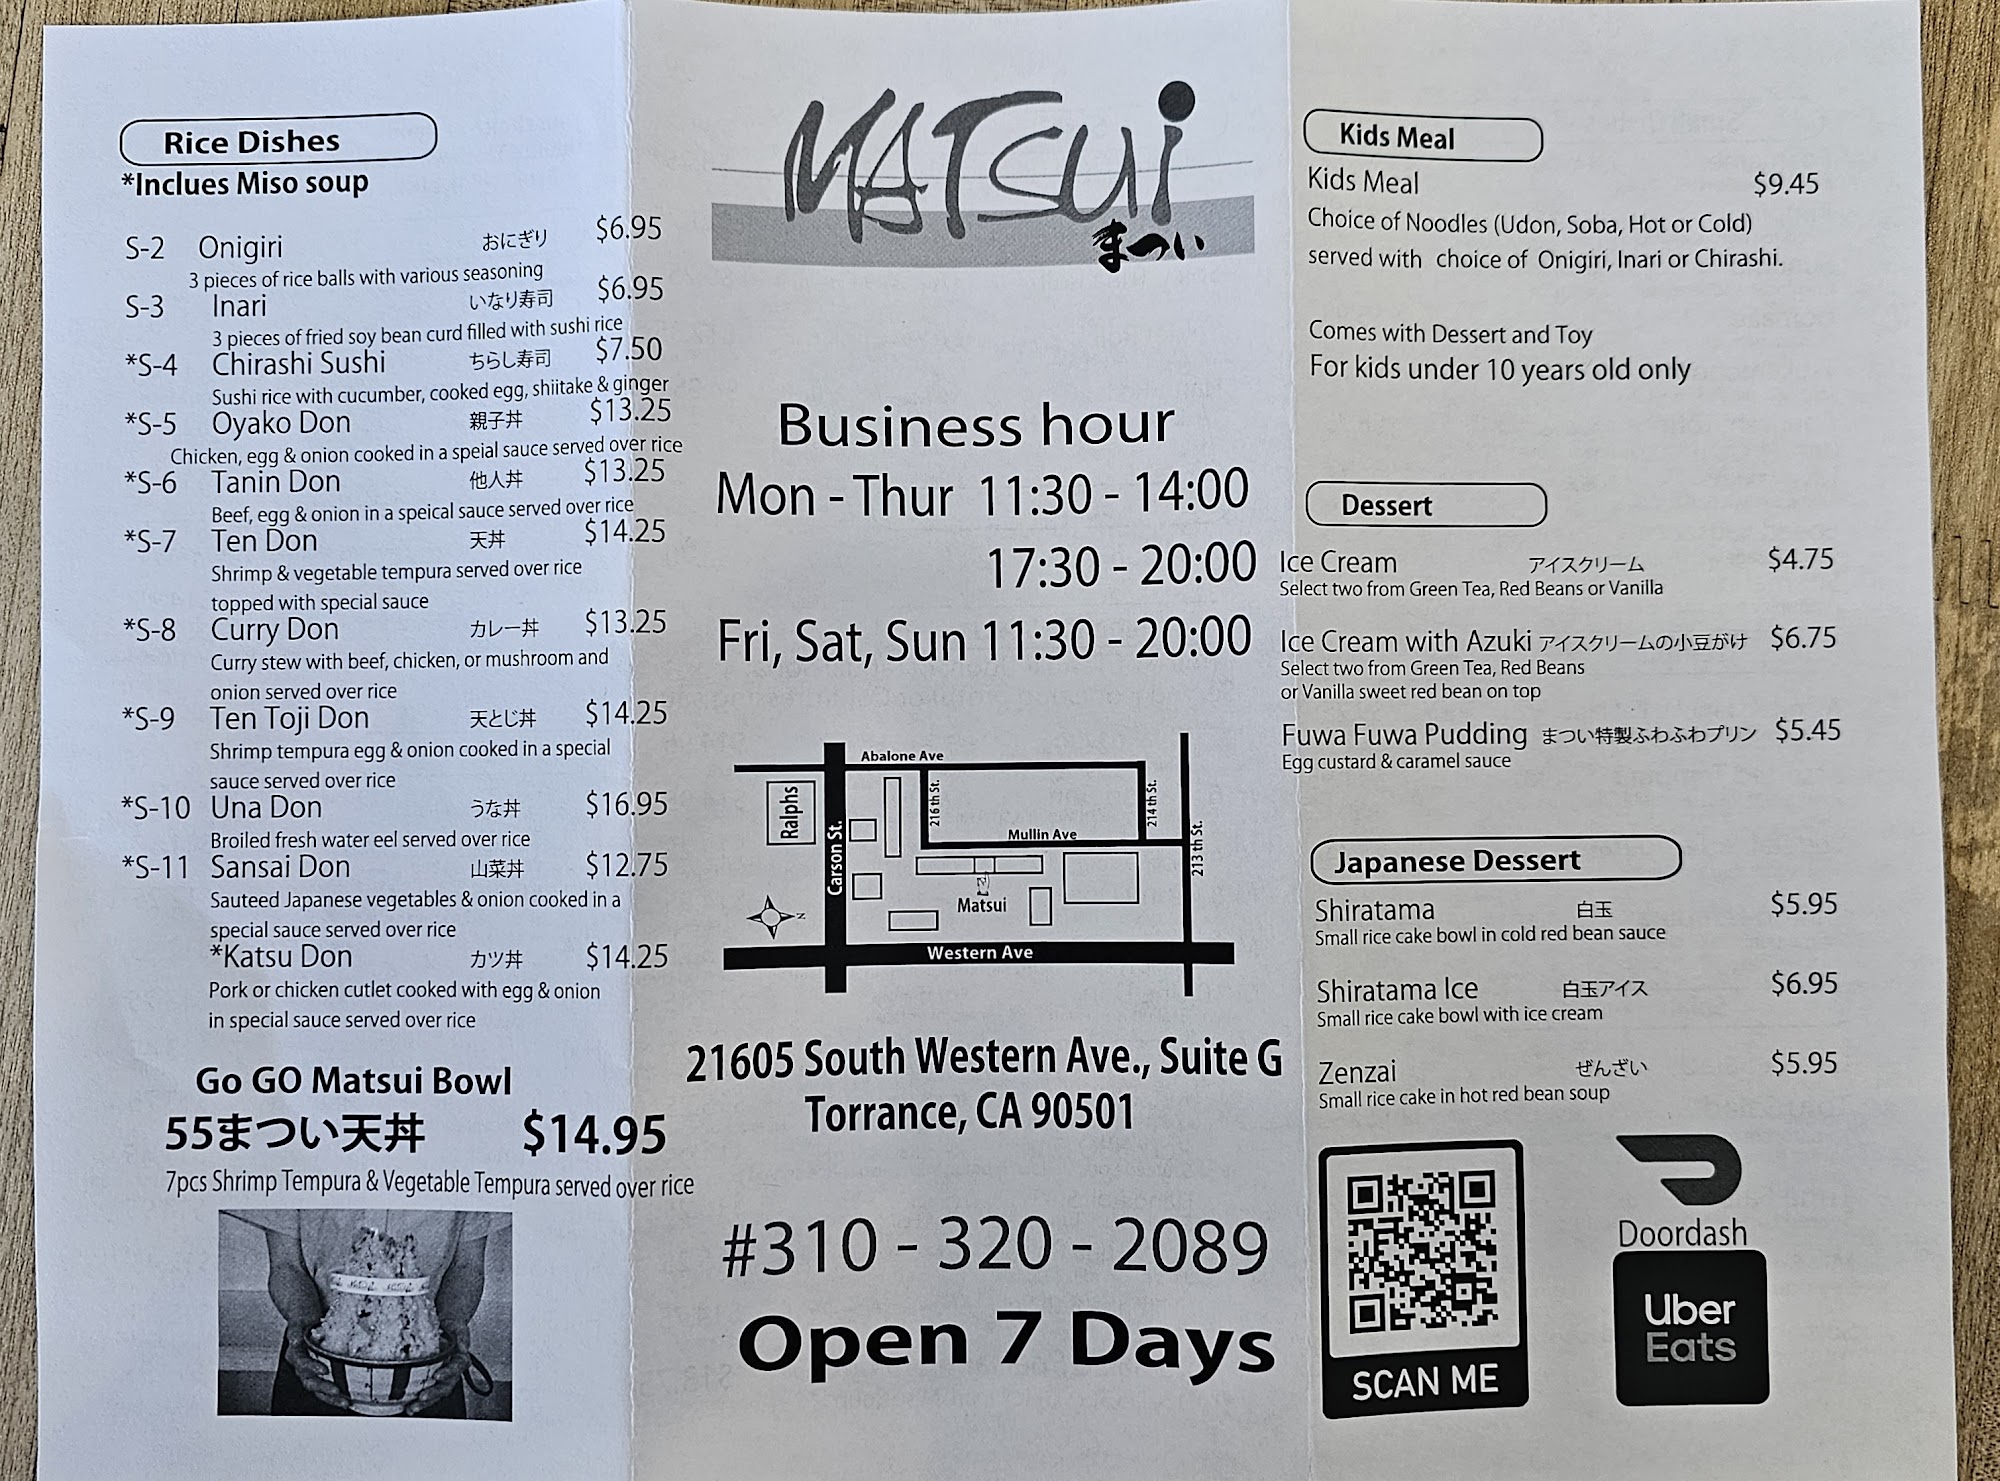 Rice Dishes
*Inclues Miso soup
S-2 Onigiri おにぎり $6.95
3 pieces of rice balls with various seasoning
S-3 Inari いなり寿司 $6.95
3 pieces of fried soy bean curd filled with sushi rice
*S-4 Chirashi Sushi ちらし寿司 $7.50
Sushi rice with cucumber, cooked egg, shiitake & ginger
*S-5 Oyako Don 親子丼 $13.25
Chicken, egg & onion cooked in a speial sauce served over rice
*S-6 Tanin Don 他人丼 $13.25
Beef, egg & onion in a speical sauce served over rice
*S-7 Ten Don 天丼 $14.25
Shrimp & vegetable tempura served over rice
topped with special sauce
*S-8 Curry Don カレー丼 $13.25
Curry stew with beef, chicken, or mushroom and
onion served over rice
*S-9 Ten Toji Don 天とじ丼 $14.25
Shrimp tempura egg & onion cooked in a special
sauce served over rice
*S-10 Una Don うな丼 $16.95
Broiled fresh water eel served over rice
*S-11 Sansai Don 山菜丼 $12.75
Sauteed Japanese vegetables & onion cooked in a
special sauce served over rice
*Katsu Don カツ丼 $14.25
Pork or chicken cutlet cooked with egg & onion
in special sauce served over rice
Go GO Matsui Bowl
55まつい天丼 $14.95
7pcs Shrimp Tempura & Vegetable Tempura served over rice
MATSUI
まつい
Business hour
Mon - Thur 11:30 - 14:00
17:30 - 20:00
Fri, Sat, Sun 11:30 - 20:00
Abalone Ave
Ralphs
Carson St.
216 th St.
214 th St.
Mullin Ave
213 th St.
Matsui
N
Western Ave
21605 South Western Ave., Suite G
Torrance, CA 90501
#310 - 320 - 2089
Open 7 Days
Kids Meal
Kids Meal $9.45
Choice of Noodles (Udon, Soba, Hot or Cold)
served with choice of Onigiri, Inari or Chirashi.
Comes with Dessert and Toy
For kids under 10 years old only
Dessert
Ice Cream アイスクリーム $4.75
Select two from Green Tea, Red Beans or Vanilla
Ice Cream with Azuki アイスクリームの小豆がけ $6.75
Select two from Green Tea, Red Beans
or Vanilla sweet red bean on top
Fuwa Fuwa Pudding まつい特製ふわふわプリン $5.45
Egg custard & caramel sauce
Japanese Dessert
Shiratama 白玉 $5.95
Small rice cake bowl in cold red bean sauce
Shiratama Ice 白玉アイス $6.95
Small rice cake bowl with ice cream
Zenzai ぜんざい $5.95
Small rice cake in hot red bean soup
SCAN ME
Doordash
Uber
Eats